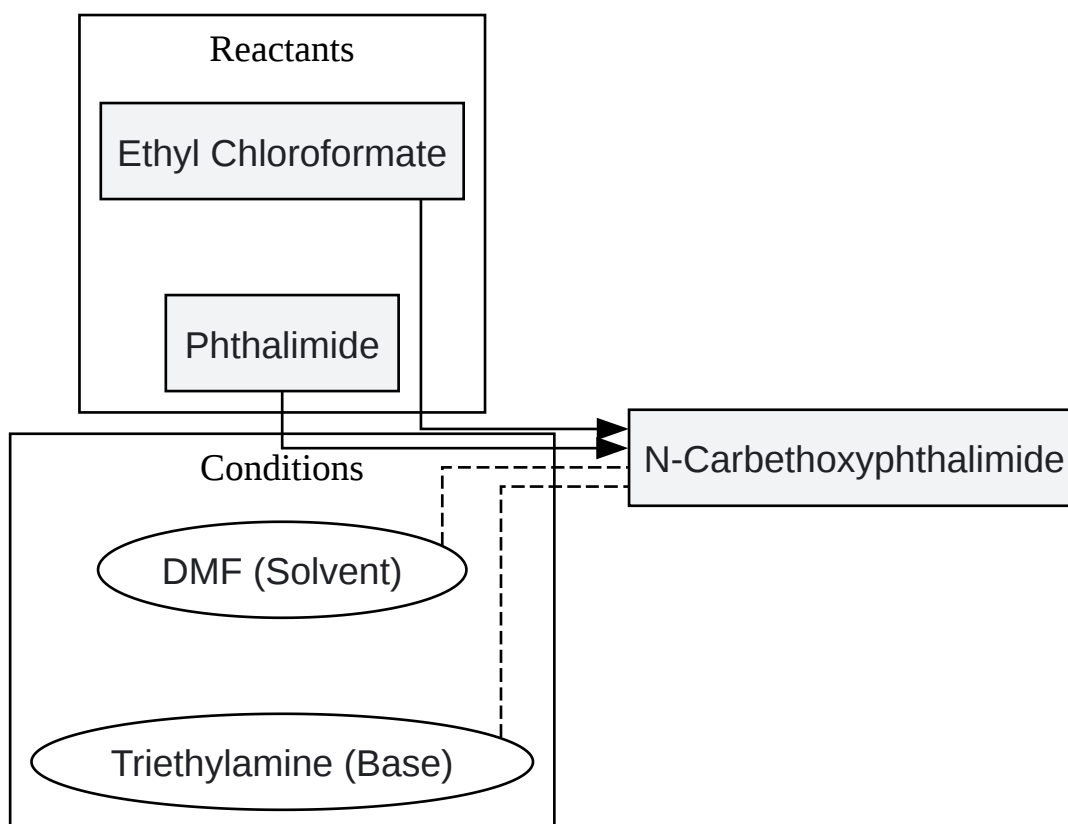 Reactants
Ethyl Chloroformate
Phthalimide
N-Carbethoxyphthalimide
Conditions
DMF (Solvent)
Triethylamine (Base)